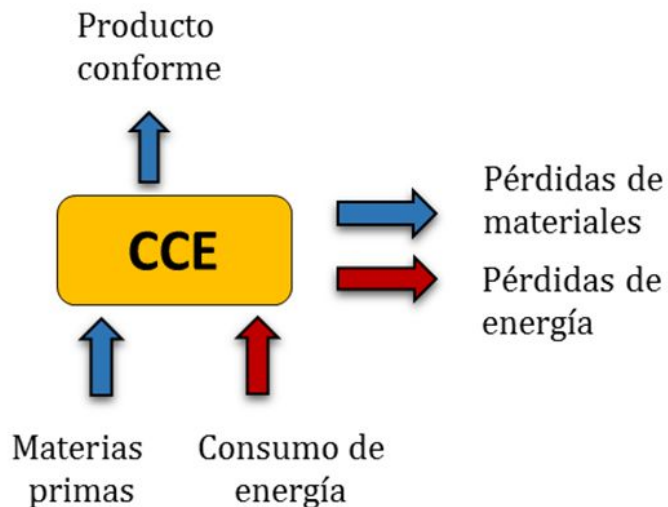 Producto
conforme
CCE
Pérdidas de
materiales
Pérdidas de
energía
Materias
primas
Consumo de
energía